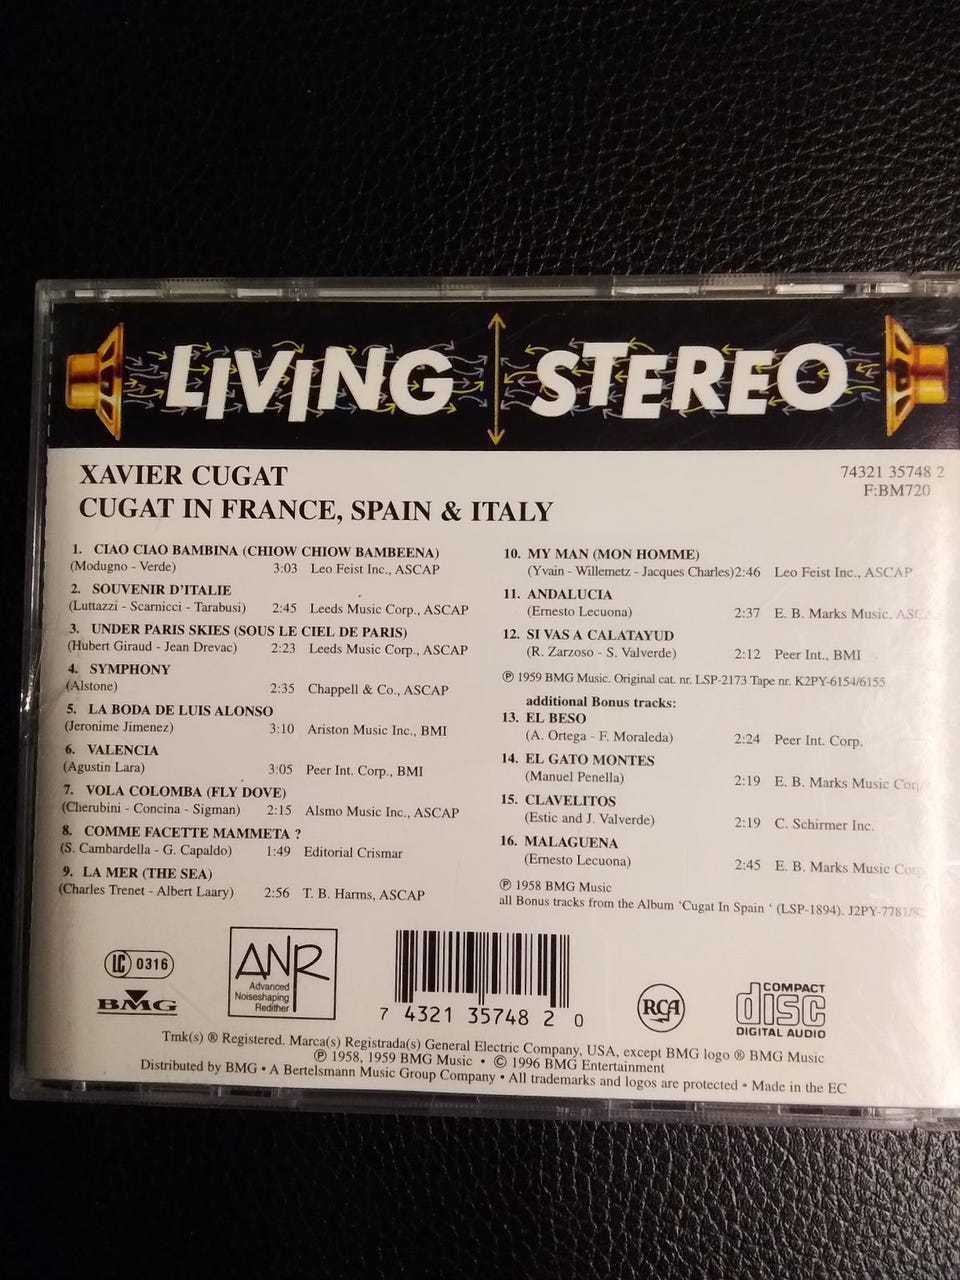 LIVING STEREO
XAVIER CUGAT
CUGAT IN FRANCE, SPAIN & ITALY
74321 35748 2
F:BM720
1. CIAO CIAO BAMBINA (CHIOW CHIOW BAMBEENA)
(Modugno - Verde) 3:03 Leo Feist Inc., ASCAP
2. SOUVENIR D'ITALIE
(Luttazzi - Scarnicci - Tarabusi) 2:45 Leeds Music Corp., ASCAP
3. UNDER PARIS SKIES (SOUS LE CIEL DE PARIS)
(Hubert Giraud - Jean Drevac) 2:23 Leeds Music Corp., ASCAP
4. SYMPHONY
(Alstone) 2:35 Chappell & Co., ASCAP
5. LA BODA DE LUIS ALONSO
(Jeronime Jimenez) 3:10 Ariston Music Inc., BMI
6. VALENCIA
(Agustin Lara) 3:05 Peer Int. Corp., BMI
7. VOLA COLOMBA (FLY DOVE)
(Cherubini - Concina - Sigman) 2:15 Alsmo Music Inc., ASCAP
8. COMME FACETTE MAMMETA ?
(S. Cambardella - G. Capaldo) 1:49 Editorial Crismar
9. LA MER (THE SEA)
(Charles Trenet - Albert Laary) 2:56 T. B. Harms, ASCAP
10. MY MAN (MON HOMME)
(Yvain - Willemetz - Jacques Charles) 2:46 Leo Feist Inc., ASCAP
11. ANDALUCIA
(Ernesto Lecuona) 2:37 E. B. Marks Music,
12. SI VAS A CALATAYUD
(R. Zarzoso - S. Valverde) 2:12 Peer Int., BMI
℗ 1959 BMG Music. Original cat. nr. LSP-2173 Tape nr. K2PY-6154/6155
additional Bonus tracks:
13. EL BESO
(A. Ortega - F. Moraleda) 2:24 Peer Int. Corp.
14. EL GATO MONTES
(Manuel Penella) 2:19 E. B. Marks Music
15. CLAVELITOS
(Estic and J. Valverde) 2:19 C. Schirmer Inc.
16. MALAGUENA
(Ernesto Lecuona) 2:45 E. B. Marks Music
℗ 1958 BMG Music
all Bonus tracks from the Album 'Cugat In Spain ' (LSP-1894).
LC 0316
BMG
ANR
Advanced
Noiseshaping
Redither
7 4321 35748 2 0
RCA
COMPACT
disc
DIGITAL AUDIO
Tmk(s) ® Registered. Marca(s) Registrada(s) General Electric Company, USA, except BMG logo ® BMG Music
℗ 1958, 1959 BMG Music • © 1996 BMG Entertainment
Distributed by BMG • A Bertelsmann Music Group Company • All trademarks and logos are protected • Made in the EC